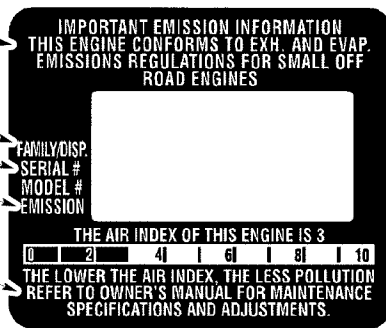 IMPORTANT EMISSION INFORMATION
THIS ENGINE CONFORMS TO EXH. AND EVAP.
EMISSIONS REGULATIONS FOR SMALL OFF
ROAD ENGINES
FAMILY/DISP.
SERIAL #
MODEL #
EMISSION
THE AIR INDEX OF THIS ENGINE IS 3
0 2 4 6 8 10
THE LOWER THE AIR INDEX, THE LESS POLLUTION
REFER TO OWNER'S MANUAL FOR MAINTENANCE
SPECIFICATIONS AND ADJUSTMENTS.